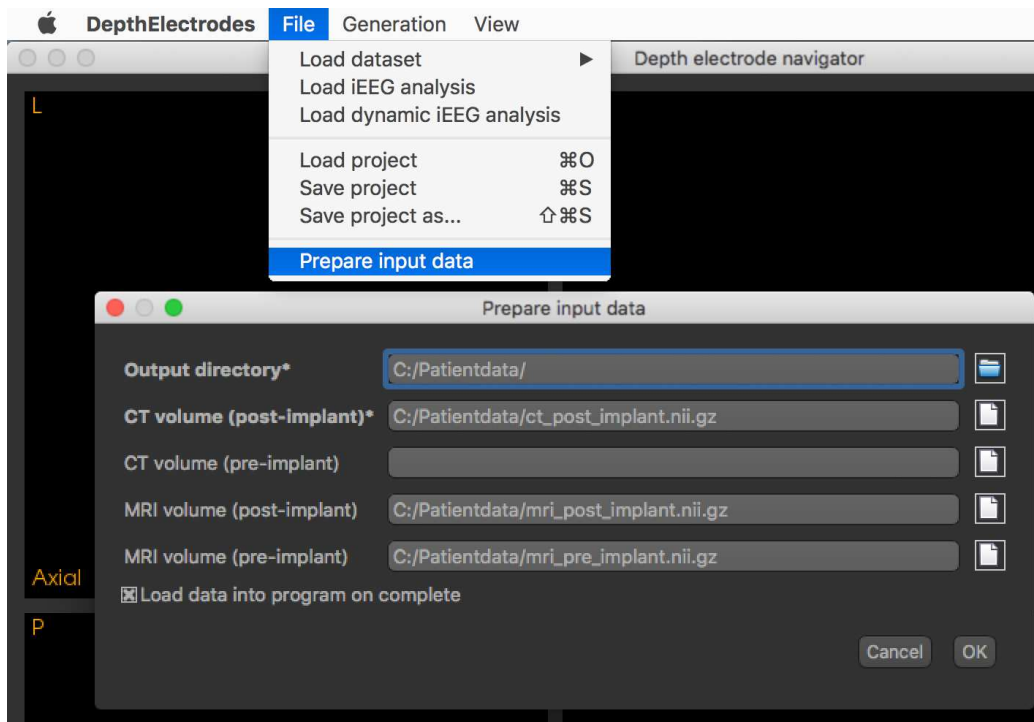 DepthElectrodes File Generation View
Depth electrode navigator
L
Load dataset
Load iEEG analysis
Load dynamic iEEG analysis
Load project ⌘O
Save project ⌘S
Save project as... ⇧⌘S
Prepare input data
Prepare input data
Output directory* C:/Patientdata/
CT volume (post-implant)* C:/Patientdata/ct_post_implant.nii.gz
CT volume (pre-implant)
MRI volume (post-implant) C:/Patientdata/mri_post_implant.nii.gz
MRI volume (pre-implant) C:/Patientdata/mri_pre_implant.nii.gz
Axial
Load data into program on complete
P
Cancel OK